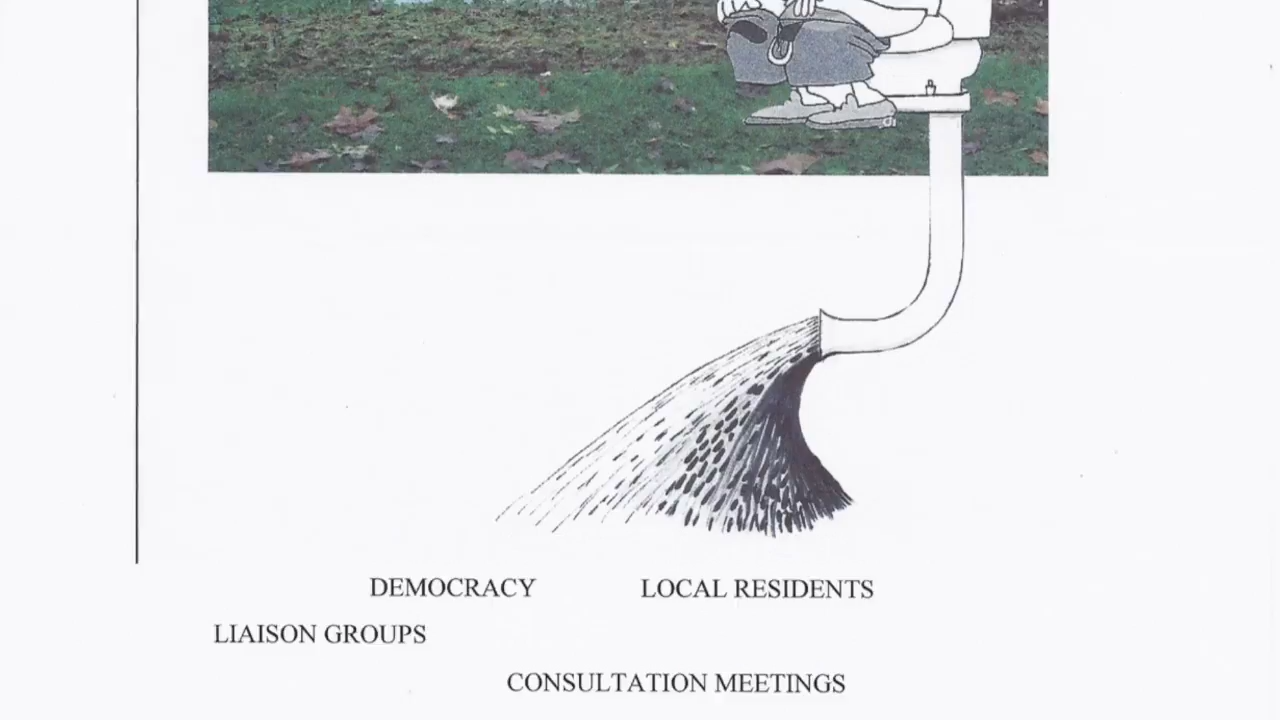 DEMOCRACY LOCAL RESIDENTS
LIAISON GROUPS
CONSULTATION MEETINGS